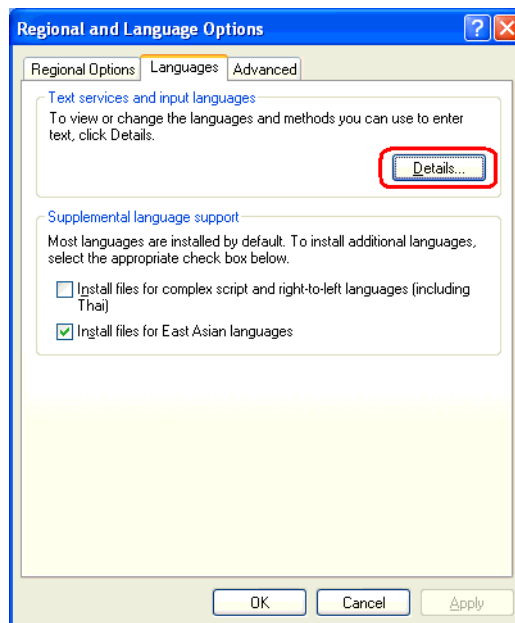 Regional and Language Options
Regional Options Languages Advanced
Text services and input languages
To view or change the languages and methods you can use to enter
text, click Details.
Details...
Supplemental language support
Most languages are installed by default. To install additional languages,
select the appropriate check box below.
Install files for complex script and right-to-left languages (including
Thai)
Install files for East Asian languages
OK Cancel Apply